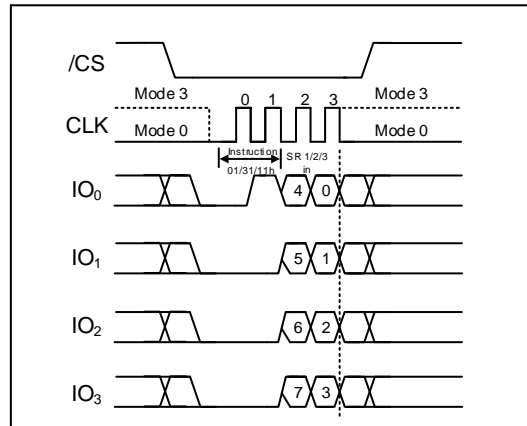 /CS
Mode 3
0 1 2 3
Mode 3
CLK
Mode 0
Mode 0
Instruction
SR 1/2/3
01/31/11h
in
IO₀
4 0
IO₁
5 1
IO₂
6 2
IO₃
7 3